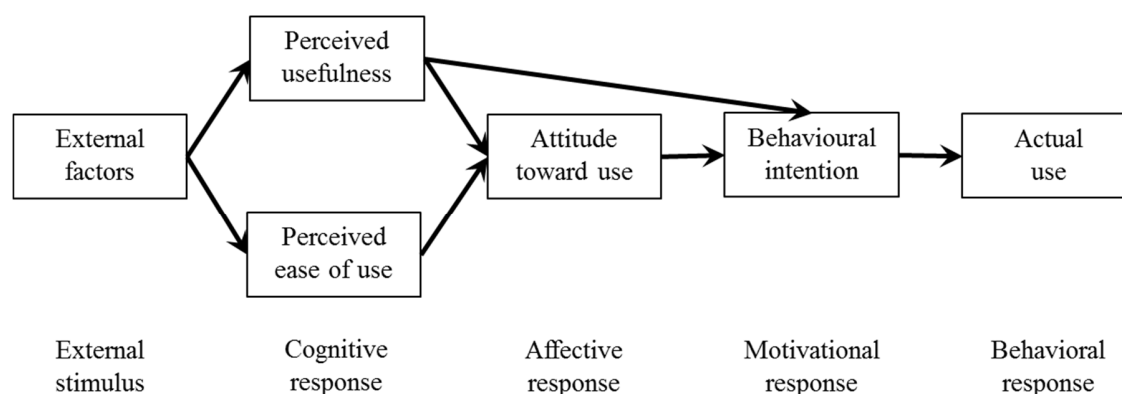 Perceived
usefulness
External
factors
Attitude
toward use
Behavioural
intention
Actual
use
Perceived
ease of use
External
stimulus
Cognitive
response
Affective
response
Motivational
response
Behavioral
response